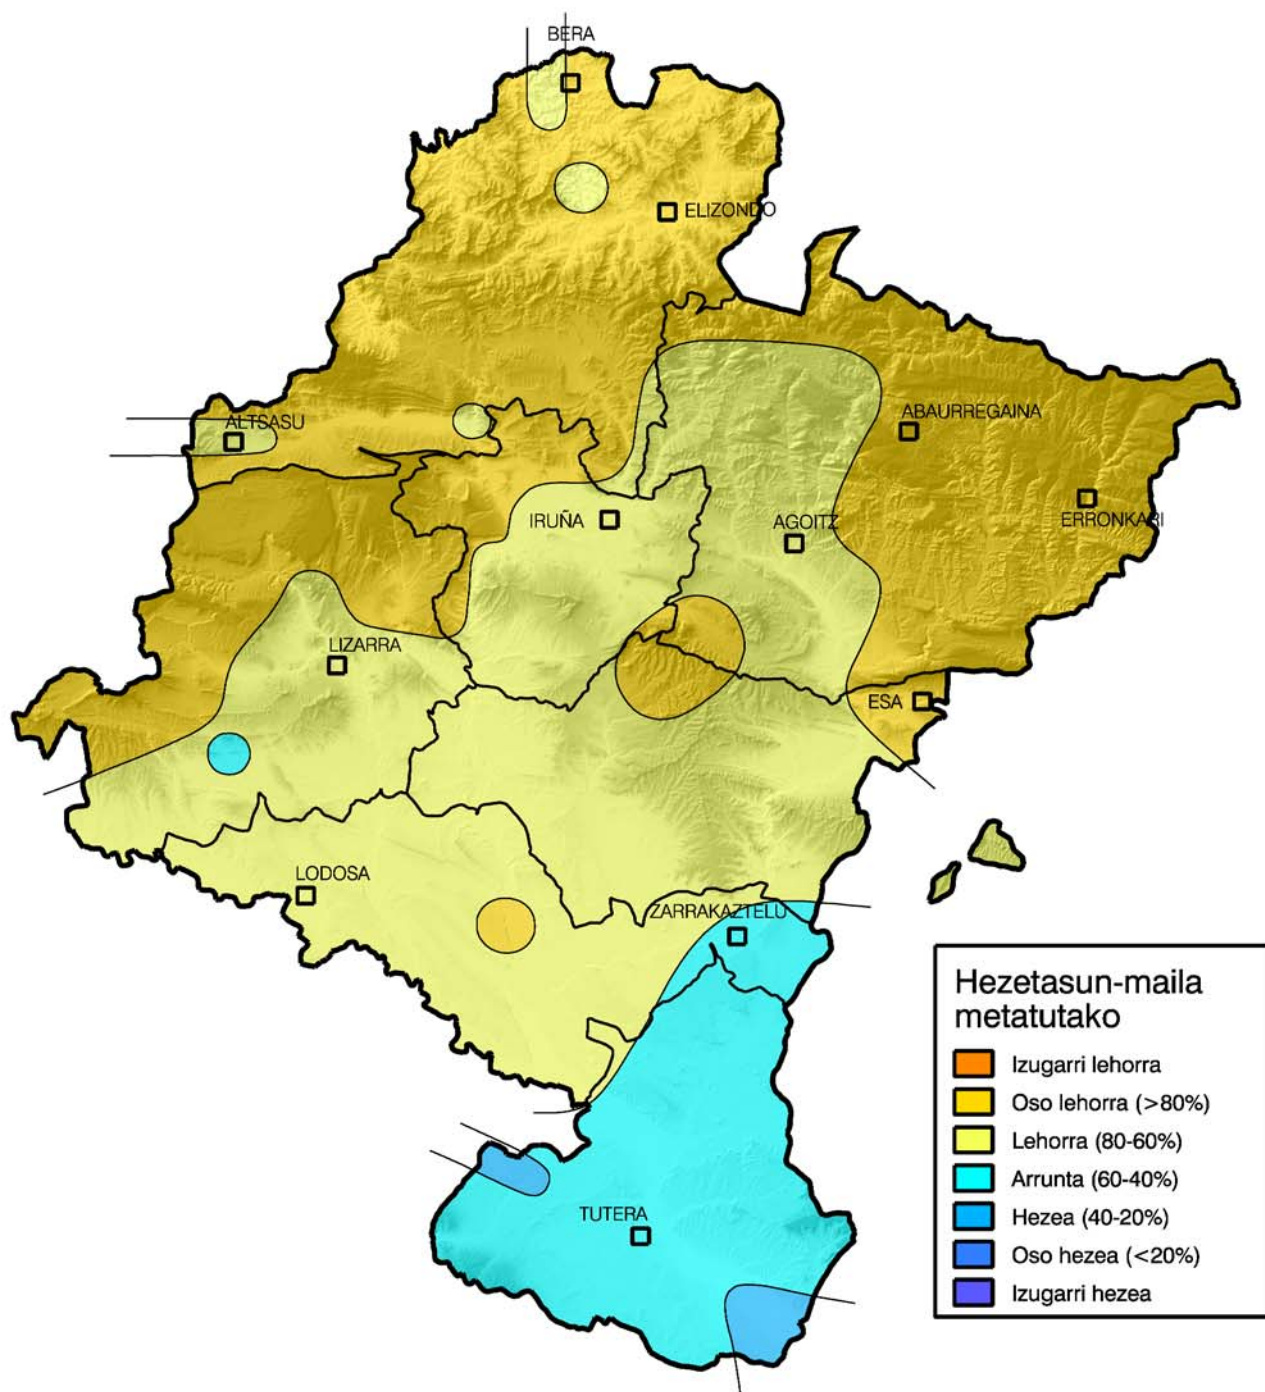 BERA
ELIZONDO
ALTSASU
ABAURREGAINA
IRUÑA
AGOITZ
ERRONKARI
LIZARRA
ESA
LODOSA
ZARRAKAZTELU
TUTERA
Hezetasun-maila
metatutako
Izugarri lehorra
Oso lehorra (>80%)
Lehorra (80-60%)
Arrunta (60-40%)
Hezea (40-20%)
Oso hezea (<20%)
Izugarri hezea